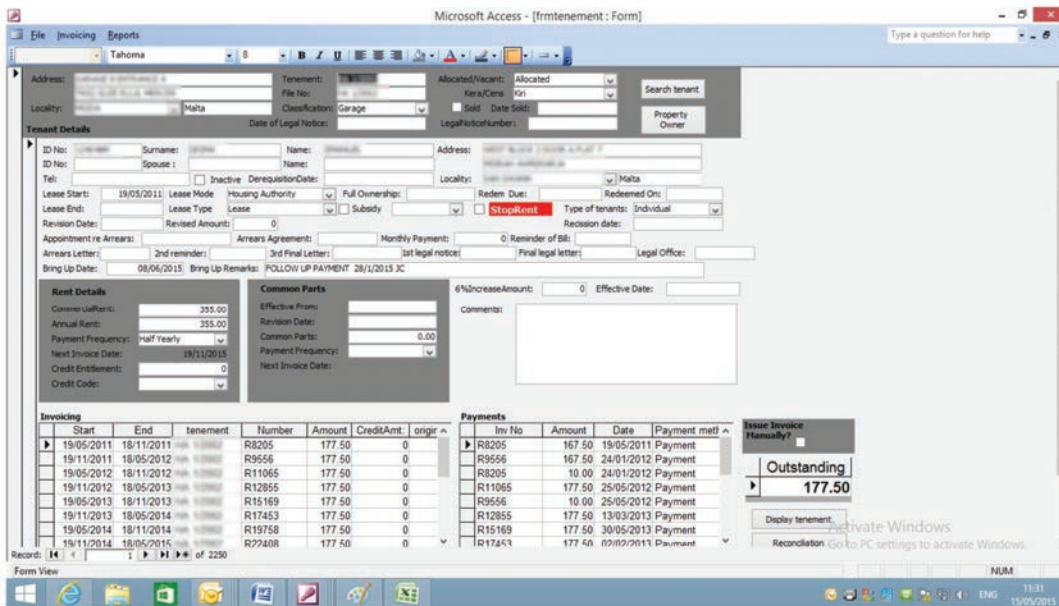 Microsoft Access - [frmtenement : Form]
File Invoicing Reports
Type a question for help
Tahoma 8 B I U
Address: Tenement: Allocated/Vacant: Allocated
File No: Kera/Cens Kiri
Search tenant
Locality: Malta Classification: Garage Sold Date Sold:
Date of Legal Notice: LegalNoticeNumber:
Property Owner
Tenant Details
ID No: Surname: Name: Address:
ID No: Spouse : Name:
Tel: Inactive DerequisitionDate: Locality: Malta
Lease Start: 19/05/2011 Lease Mode Housing Authority Full Ownership: Redem Due: Redeemed On:
Lease End: Lease Type Lease Subsidy StopRent Type of tenants: Individual
Revision Date: Revised Amount: 0 Recission date:
Appointment re Arrears: Arrears Agreement: Monthly Payment: 0 Reminder of Bill:
Arrears Letter: 2nd reminder: 3rd Final Letter: 1st legal notice: Final legal letter: Legal Office:
Bring Up Date: 08/06/2015 Bring Up Remarks: FOLLOW UP PAYMENT 28/1/2015 JC
Rent Details
CommercialRent: 355.00
Annual Rent: 355.00
Payment Frequency: Half Yearly
Next Invoice Date: 19/11/2015
Credit Entitlement: 0
Credit Code:
Common Parts
Effective From:
Revision Date:
Common Parts: 0.00
Payment Frequency:
Next Invoice Date:
6%IncreaseAmount: 0 Effective Date:
Comments:
Invoicing
Start End tenement Number Amount CreditAmt: origir
19/05/2011 18/11/2011 R8205 177.50 0
19/11/2011 18/05/2012 R9556 177.50 0
19/05/2012 18/11/2012 R11065 177.50 0
19/11/2012 18/05/2013 R12855 177.50 0
19/05/2013 18/11/2013 R15169 177.50 0
19/11/2013 18/05/2014 R17453 177.50 0
19/05/2014 18/11/2014 R19758 177.50 0
19/11/2014 18/05/2015 R22408 177.50 0
Payments
Inv No Amount Date Payment meth
R8205 167.50 19/05/2011 Payment
R9556 167.50 24/01/2012 Payment
R8205 10.00 24/01/2012 Payment
R11065 177.50 25/05/2012 Payment
R9556 10.00 25/05/2012 Payment
R12855 177.50 13/03/2013 Payment
R15169 177.50 30/05/2013 Payment
R17453 177.50 02/02/2013 Payment
Issue Invoice Manually?
Outstanding
177.50
Display tenement
Reconciliation
Activate Windows
Go to PC settings to activate Windows.
Record: 1 of 2250
Form View NUM
ENG 11:31
15/05/2015